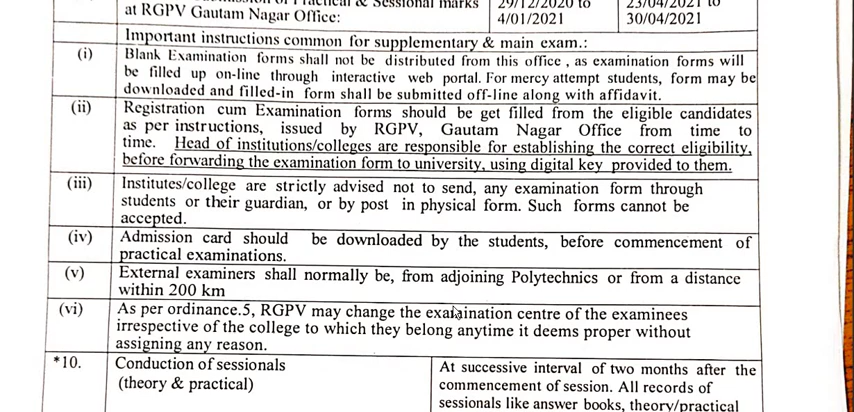 of Practical & Sessional marks 29/12/2020 to 23/04/2021 to
at RGPV Gautam Nagar Office: 4/01/2021 30/04/2021
Important instructions common for supplementary & main exam.:
(i) Blank Examination forms shall not be distributed from this office , as examination forms will
be filled up on-line through interactive web portal. For mercy attempt students, form may be
downloaded and filled-in form shall be submitted off-line along with affidavit.
(ii) Registration cum Examination forms should be get filled from the eligible candidates
as per instructions, issued by RGPV, Gautam Nagar Office from time to
time. Head of institutions/colleges are responsible for establishing the correct eligibility,
before forwarding the examination form to university, using digital key provided to them.
(iii) Institutes/college are strictly advised not to send, any examination form through
students or their guardian, or by post in physical form. Such forms cannot be
accepted.
(iv) Admission card should be downloaded by the students, before commencement of
practical examinations.
(v) External examiners shall normally be, from adjoining Polytechnics or from a distance
within 200 km
(vi) As per ordinance.5, RGPV may change the examination centre of the examinees
irrespective of the college to which they belong anytime it deems proper without
assigning any reason.
*10. Conduction of sessionals At successive interval of two months after the
(theory & practical) commencement of session. All records of
sessionals like answer books, theory/practical